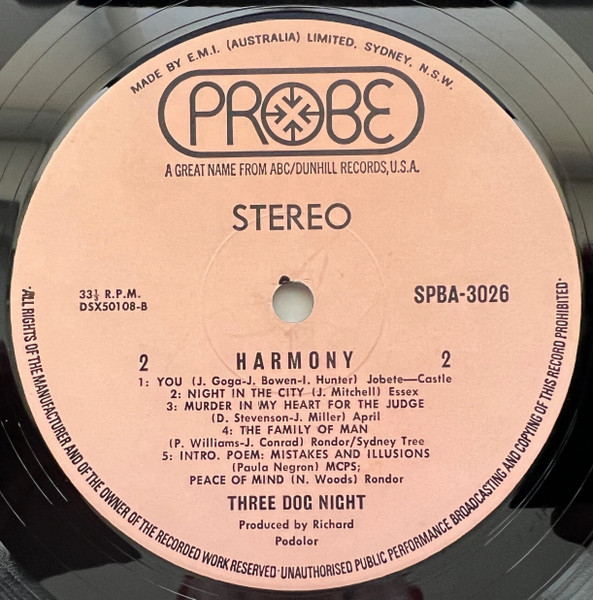 MADE BY E.M.I. (AUSTRALIA) LIMITED, SYDNEY, N.S.W.
PROBE
A GREAT NAME FROM ABC/DUNHILL RECORDS, U.S.A.
STEREO
33⅓ R.P.M.
DSX50108-B
SPBA-3026
2 HARMONY 2
1: YOU (J. Goga-J. Bowen-I. Hunter) Jobete—Castle
2: NIGHT IN THE CITY (J. Mitchell) Essex
3: MURDER IN MY HEART FOR THE JUDGE
(D. Stevenson-J. Miller) April
4: THE FAMILY OF MAN
(P. Williams-J. Conrad) Rondor/Sydney Tree
5: INTRO. POEM: MISTAKES AND ILLUSIONS
(Paula Negron) MCPS;
PEACE OF MIND (N. Woods) Rondor
THREE DOG NIGHT
Produced by Richard
Podolor
·ALL RIGHTS OF THE MANUFACTURER AND OF THE OWNER OF THE RECORDED WORK RESERVED·UNAUTHORISED PUBLIC PERFORMANCE BROADCASTING AND COPYING OF THIS RECORD PROHIBITED·